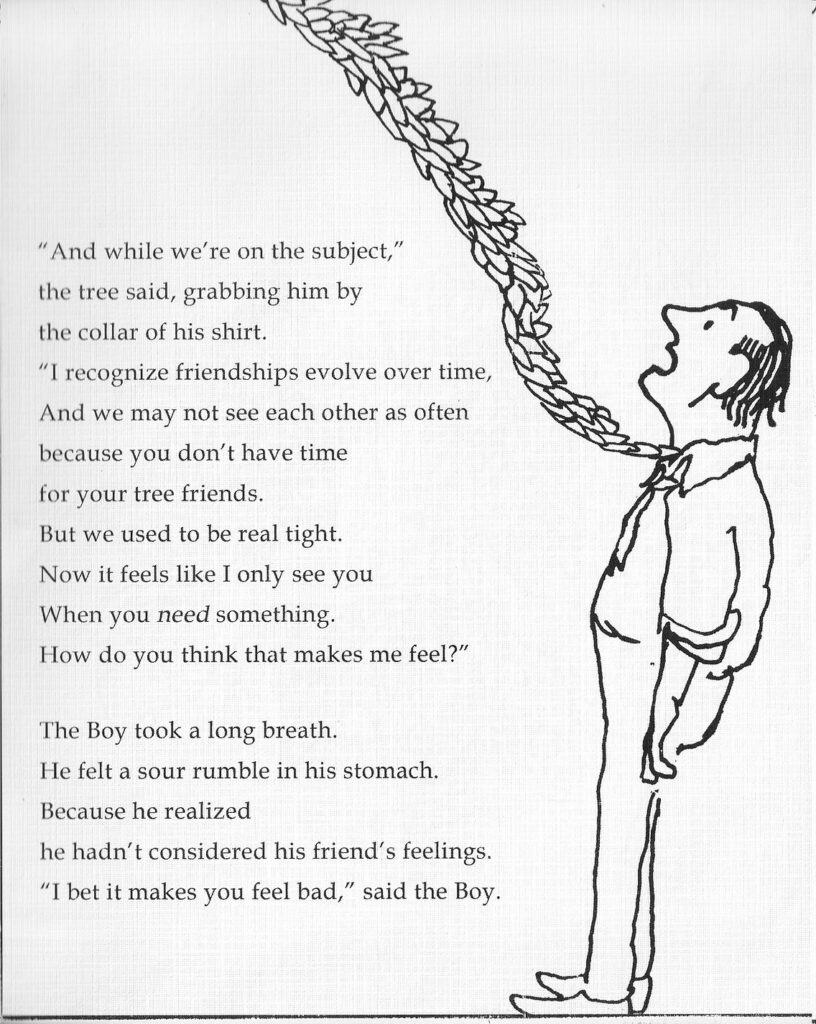 “And while we’re on the subject,”
the tree said, grabbing him by
the collar of his shirt.
“I recognize friendships evolve over time,
And we may not see each other as often
because you don’t have time
for your tree friends.
But we used to be real tight.
Now it feels like I only see you
When you need something.
How do you think that makes me feel?”
The Boy took a long breath.
He felt a sour rumble in his stomach.
Because he realized
he hadn’t considered his friend’s feelings.
“I bet it makes you feel bad,” said the Boy.